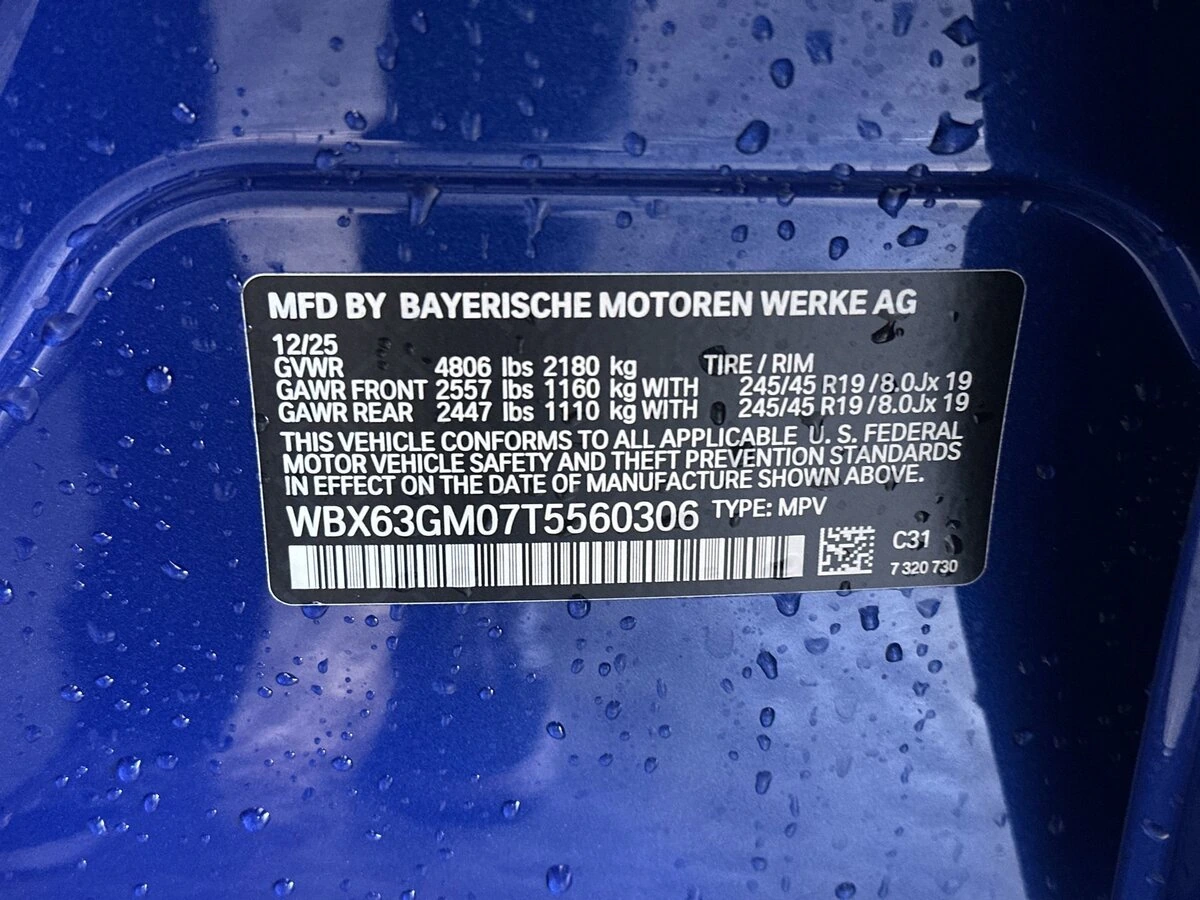 MFD BY BAYERISCHE MOTOREN WERKE AG
12/25
GVWR 4806 lbs 2180 kg TIRE / RIM
GAWR FRONT 2557 lbs 1160 kg WITH 245/45 R19 / 8.0Jx 19
GAWR REAR 2447 lbs 1110 kg WITH 245/45 R19 / 8.0Jx 19
THIS VEHICLE CONFORMS TO ALL APPLICABLE U. S. FEDERAL
MOTOR VEHICLE SAFETY AND THEFT PREVENTION STANDARDS
IN EFFECT ON THE DATE OF MANUFACTURE SHOWN ABOVE.
WBX63GM07T5560306 TYPE: MPV
C31
7 320 730